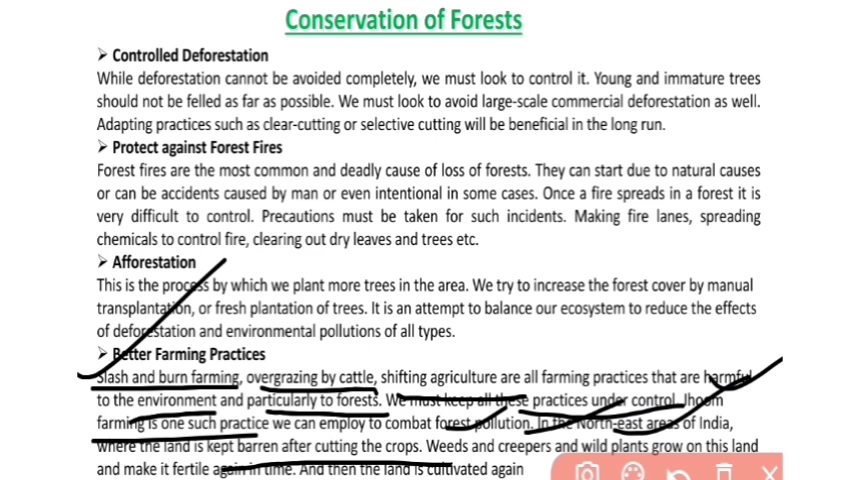 Conservation of Forests
➢ Controlled Deforestation
While deforestation cannot be avoided completely, we must look to control it. Young and immature trees
should not be felled as far as possible. We must look to avoid large-scale commercial deforestation as well.
Adapting practices such as clear-cutting or selective cutting will be beneficial in the long run.
➢ Protect against Forest Fires
Forest fires are the most common and deadly cause of loss of forests. They can start due to natural causes
or can be accidents caused by man or even intentional in some cases. Once a fire spreads in a forest it is
very difficult to control. Precautions must be taken for such incidents. Making fire lanes, spreading
chemicals to control fire, clearing out dry leaves and trees etc.
➢ Afforestation
This is the process by which we plant more trees in the area. We try to increase the forest cover by manual
transplantation, or fresh plantation of trees. It is an attempt to balance our ecosystem to reduce the effects
of deforestation and environmental pollutions of all types.
➢ Better Farming Practices
Slash and burn farming, overgrazing by cattle, shifting agriculture are all farming practices that are harmful
to the environment and particularly to forests. We must keep all these practices under control. Jhoom
farming is one such practice we can employ to combat forest pollution. In the North-east areas of India,
where the land is kept barren after cutting the crops. Weeds and creepers and wild plants grow on this land
and make it fertile again in time. And then the land is cultivated again